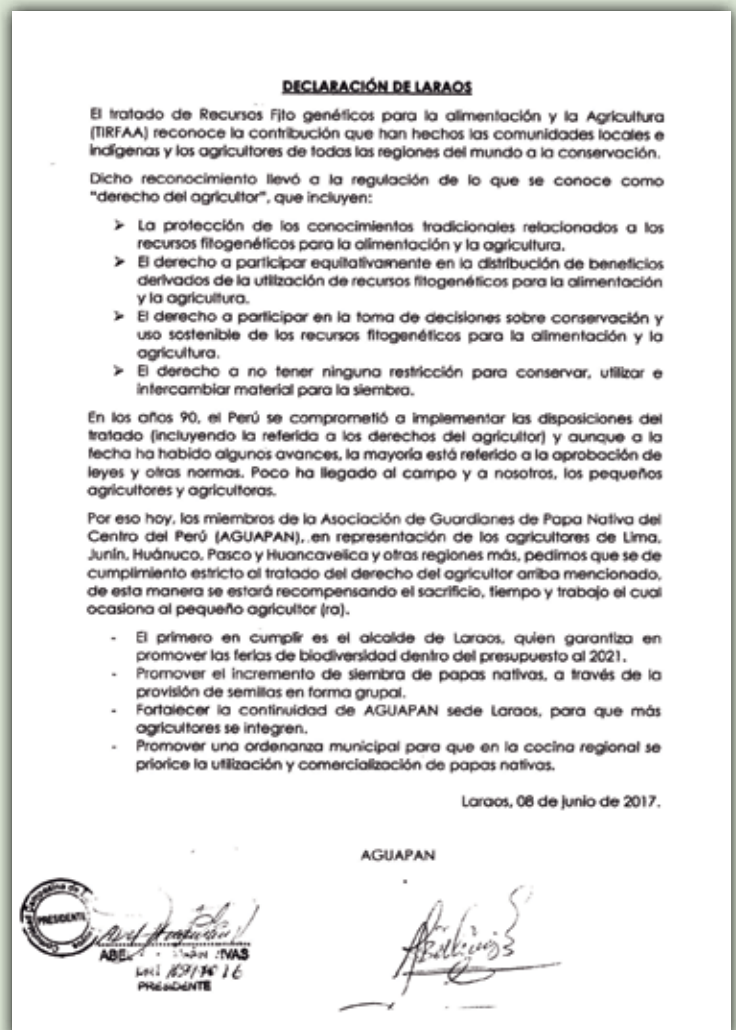 DECLARACIÓN DE LARAOS
El tratado de Recursos Fito genéticos para la alimentación y la Agricultura
(TIRFAA) reconoce la contribución que han hechos las comunidades locales e
indígenas y los agricultores de todas las regiones del mundo a la conservación.
Dicho reconocimiento llevó a la regulación de lo que se conoce como
"derecho del agricultor", que incluyen:
➢ La protección de los conocimientos tradicionales relacionados a los
recursos fitogenéticos para la alimentación y la agricultura.
➢ El derecho a participar equitativamente en la distribución de beneficios
derivados de la utilización de recursos fitogenéticos para la alimentación
y la agricultura.
➢ El derecho a participar en la toma de decisiones sobre conservación y
uso sostenible de los recursos fitogenéticos para la alimentación y la
agricultura.
➢ El derecho a no tener ninguna restricción para conservar, utilizar e
intercambiar material para la siembra.
En los años 90, el Perú se comprometió a implementar las disposiciones del
tratado (incluyendo la referida a los derechos del agricultor) y aunque a la
fecha ha habido algunos avances, la mayoría está referido a la aprobación de
leyes y otras normas. Poco ha llegado al campo y a nosotros, los pequeños
agricultores y agricultoras.
Por eso hoy, los miembros de la Asociación de Guardianes de Papa Nativa del
Centro del Perú (AGUAPAN), en representación de los agricultores de Lima,
Junín, Huánuco, Pasco y Huancavelica y otras regiones más, pedimos que se de
cumplimiento estricto al tratado del derecho del agricultor arriba mencionado,
de esta manera se estará recompensando el sacrificio, tiempo y trabajo el cual
ocasiona al pequeño agricultor (ra).
- El primero en cumplir es el alcalde de Laraos, quien garantiza en
promover las ferias de biodiversidad dentro del presupuesto al 2021.
- Promover el incremento de siembra de papas nativas, a través de la
provisión de semillas en forma grupal.
- Fortalecer la continuidad de AGUAPAN sede Laraos, para que más
agricultores se integren.
- Promover una ordenanza municipal para que en la cocina regional se
priorice la utilización y comercialización de papas nativas.
Laraos, 08 de junio de 2017.
AGUAPAN
PRESIDENTE
PRESIDENTE